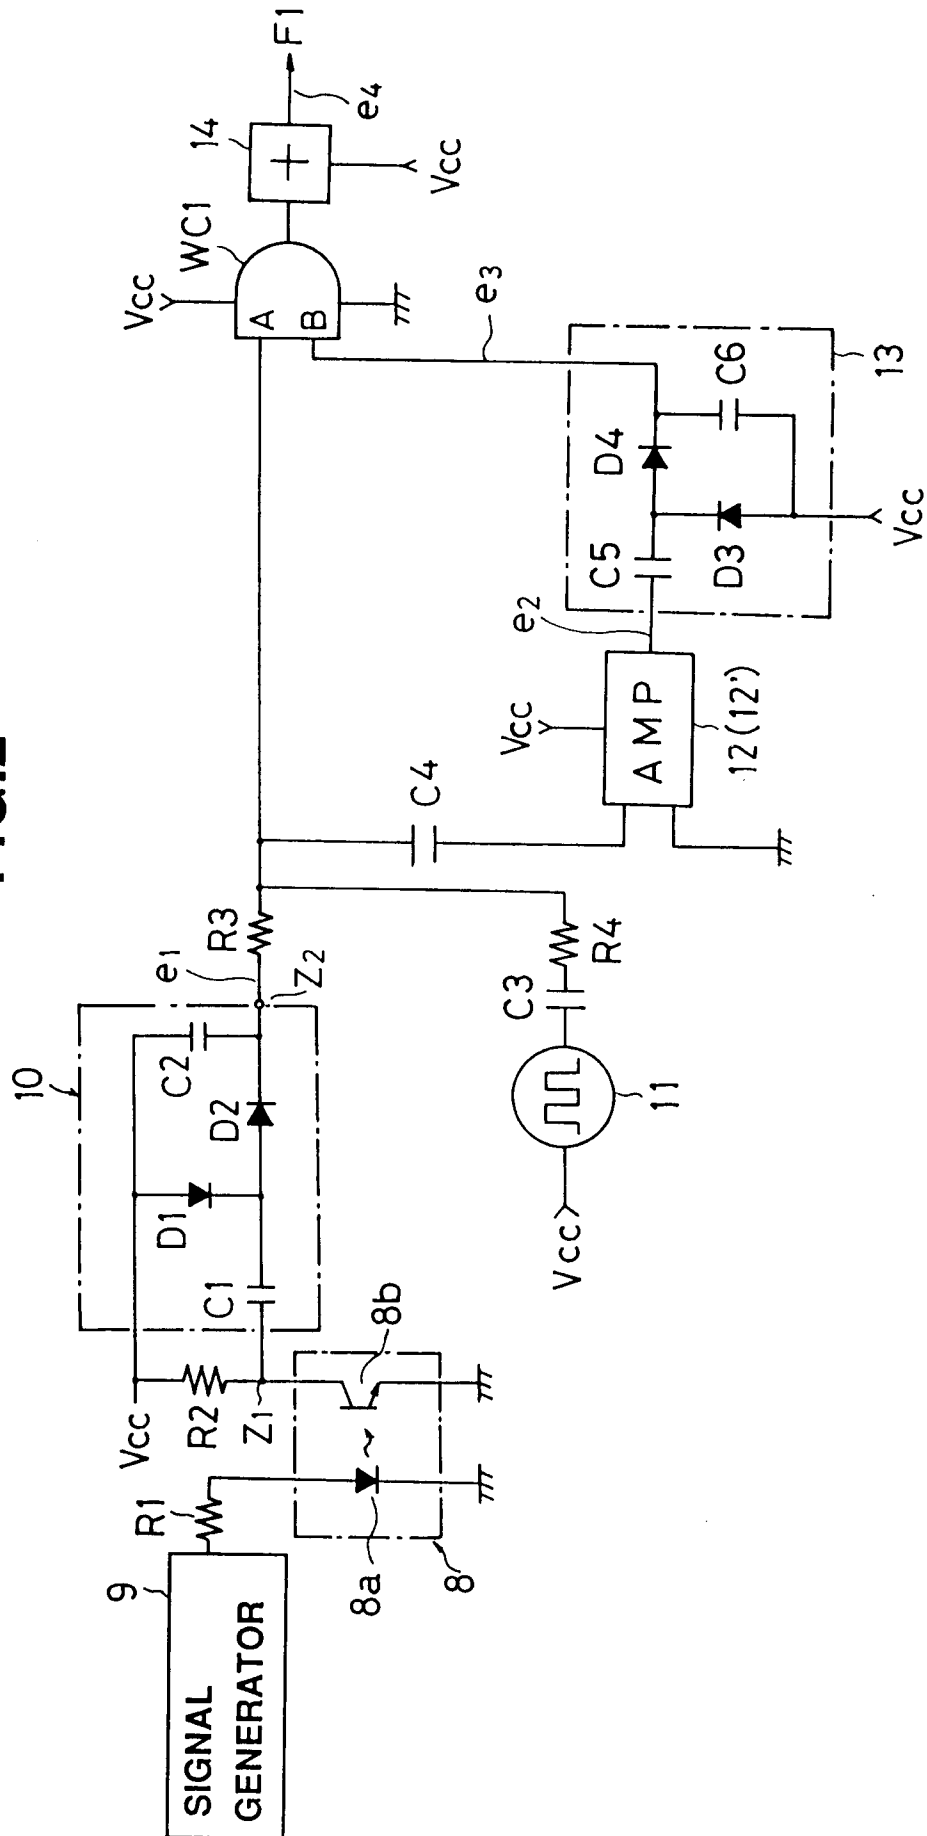 SIGNAL
GENERATOR
9
R1
8a
8
8b
Vcc
R2
Z1
10
C1
D1
D2
C2
e1
Z2
R3
Vcc
11
C3
R4
C4
Vcc
AMP
12(12')
e2
C5
D3
D4
C6
Vcc
13
e3
Vcc
A
B
WC1
14
Vcc
e4
F1